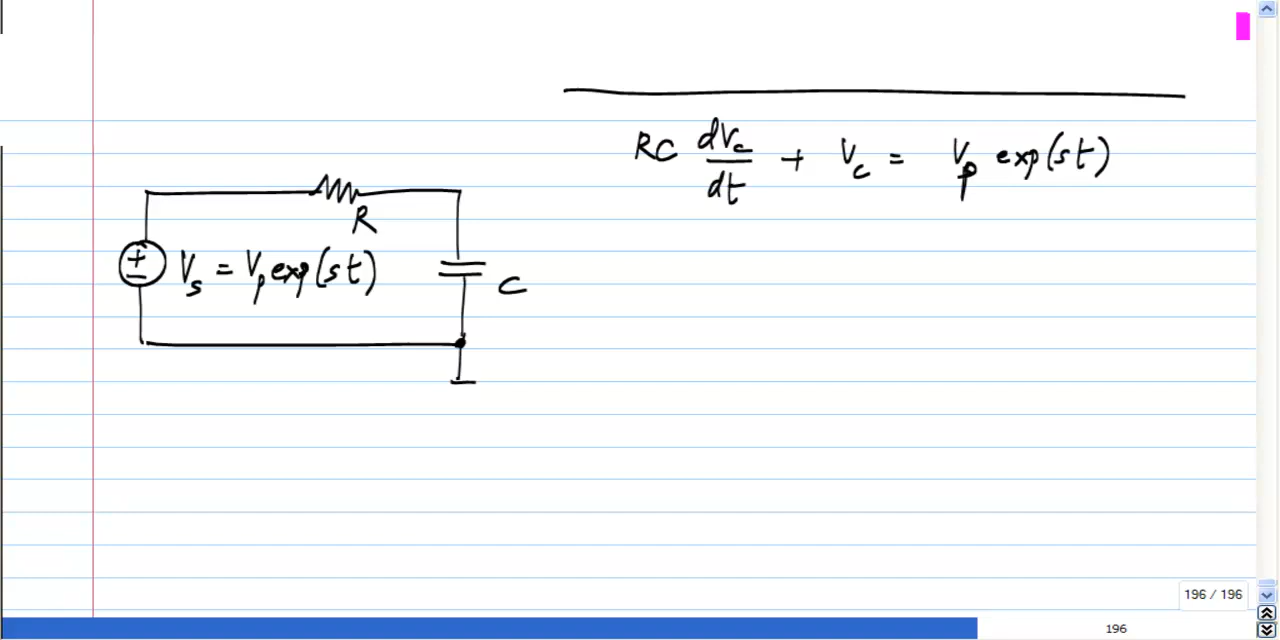 RC dVc/dt + Vc = Vp exp(st)
R
+
−
Vs = Vp exp(st)
C
196 / 196
196